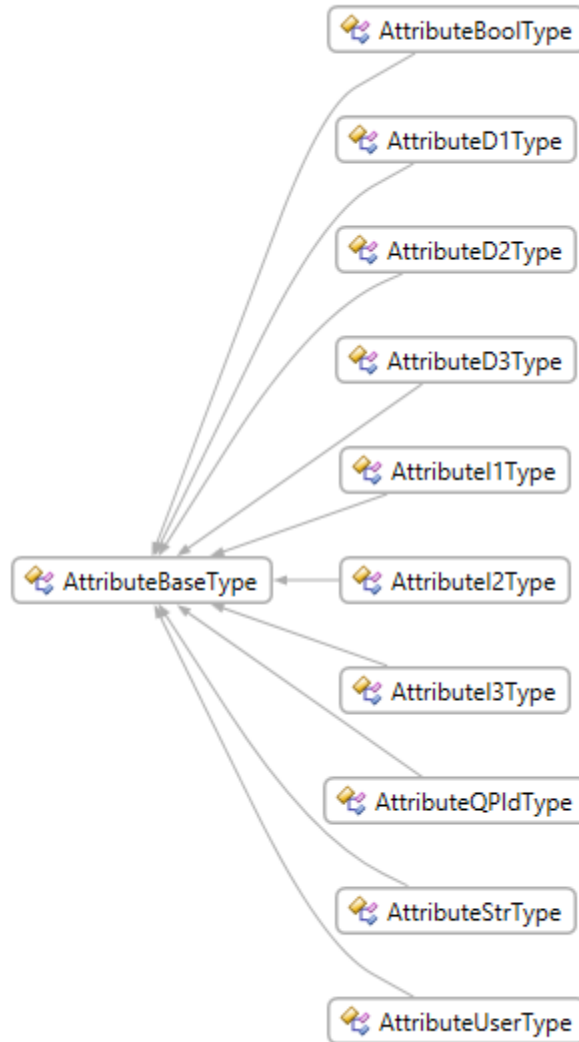 AttributeBoolType
AttributeD1Type
AttributeD2Type
AttributeD3Type
AttributeI1Type
AttributeBaseType
AttributeI2Type
AttributeI3Type
AttributeQPIdType
AttributeStrType
AttributeUserType